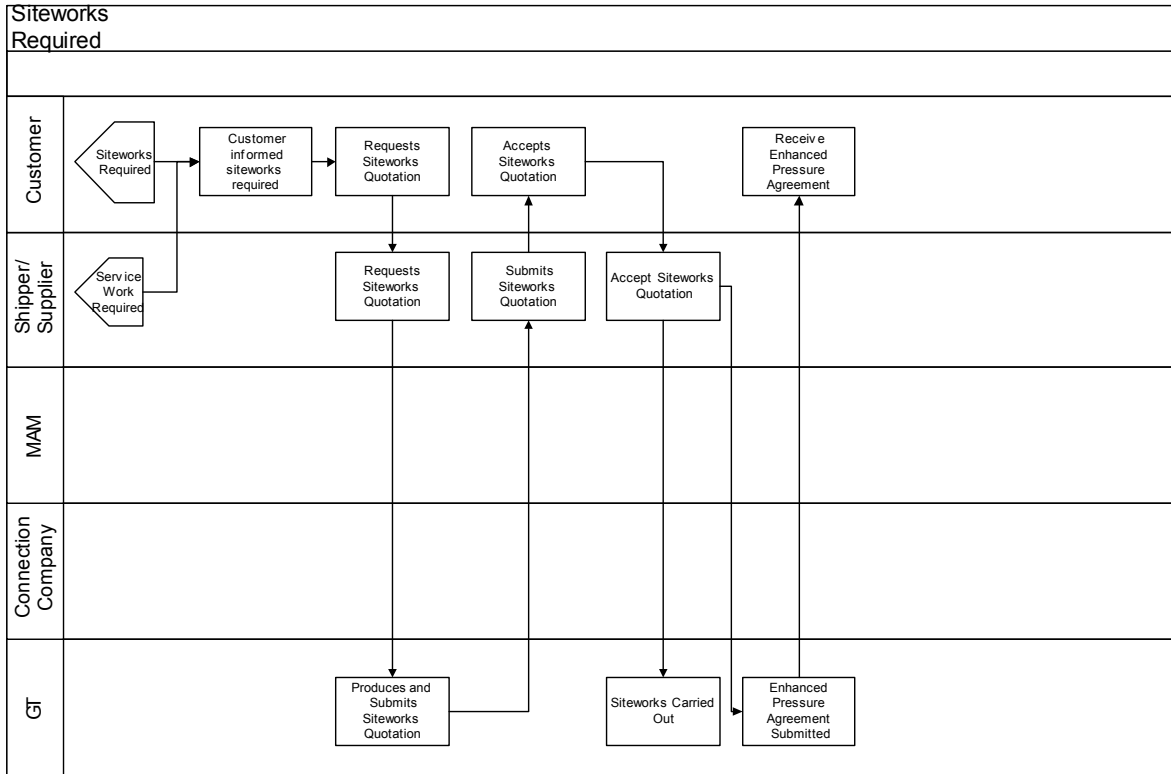 Siteworks
Required
Customer
Siteworks
Required
Customer
informed
siteworks
required
Requests
Siteworks
Quotation
Accepts
Siteworks
Quotation
Receive
Enhanced
Pressure
Agreement
Shipper/
Supplier
Service
Work
Required
Requests
Siteworks
Quotation
Submits
Siteworks
Quotation
Accept Siteworks
Quotation
MAM
Connection
Company
GT
Produces and
Submits
Siteworks
Quotation
Siteworks Carried
Out
Enhanced
Pressure
Agreement
Submitted